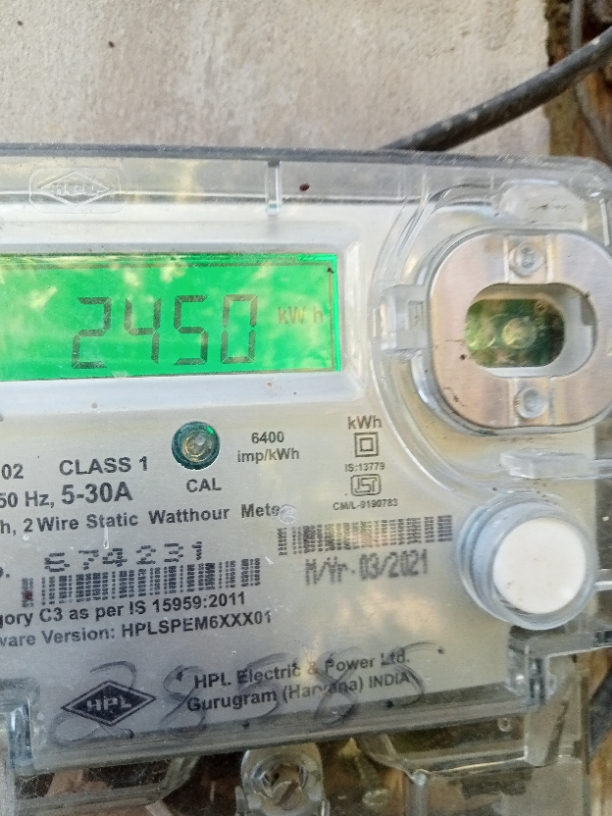 HPL
2450 kWh
02 CLASS 1
6400
imp/kWh
kWh
IS:13779
CM/L-9190783
50 Hz, 5-30A
CAL
h, 2 Wire Static Watthour Mete
674231
M/Yr. 03/2021
gory C3 as per IS 15959:2011
ware Version: HPLSPEM6XXX01
HPL Electric & Power Ltd.
Gurugram (Haryana) INDIA
HPL